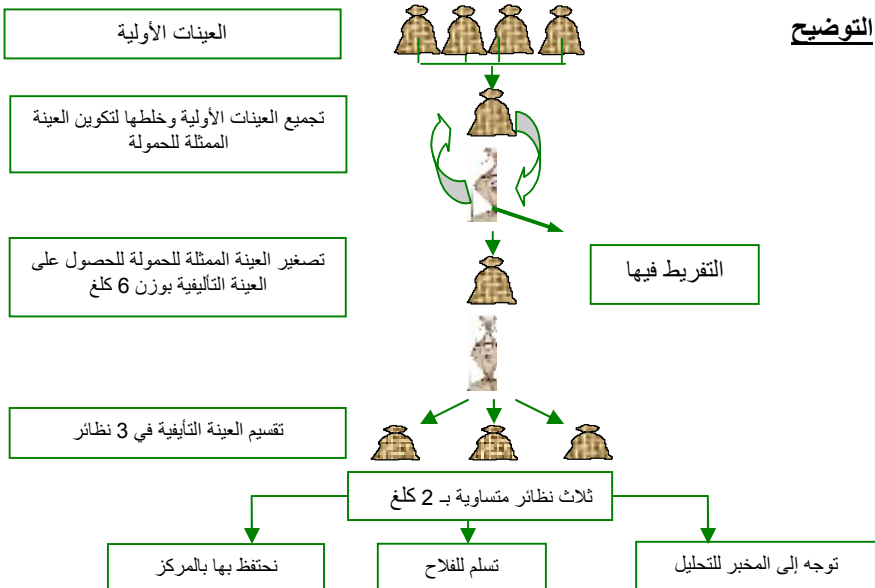 التوضيح
العينات الأولية
تجميع العينات الأولية وخلطها لتكوين العينة
الممثلة للحمولة
تصغير العينة الممثلة للحمولة للحصول على
العينة التأليفية بوزن 6 كلغ
التفريط فيها
تقسيم العينة التأيفية في 3 نظائر
ثلاث نظائر متساوية بـ 2 كلغ
توجه إلى المخبر للتحليل
تسلم للفلاح
نحتفظ بها بالمركز